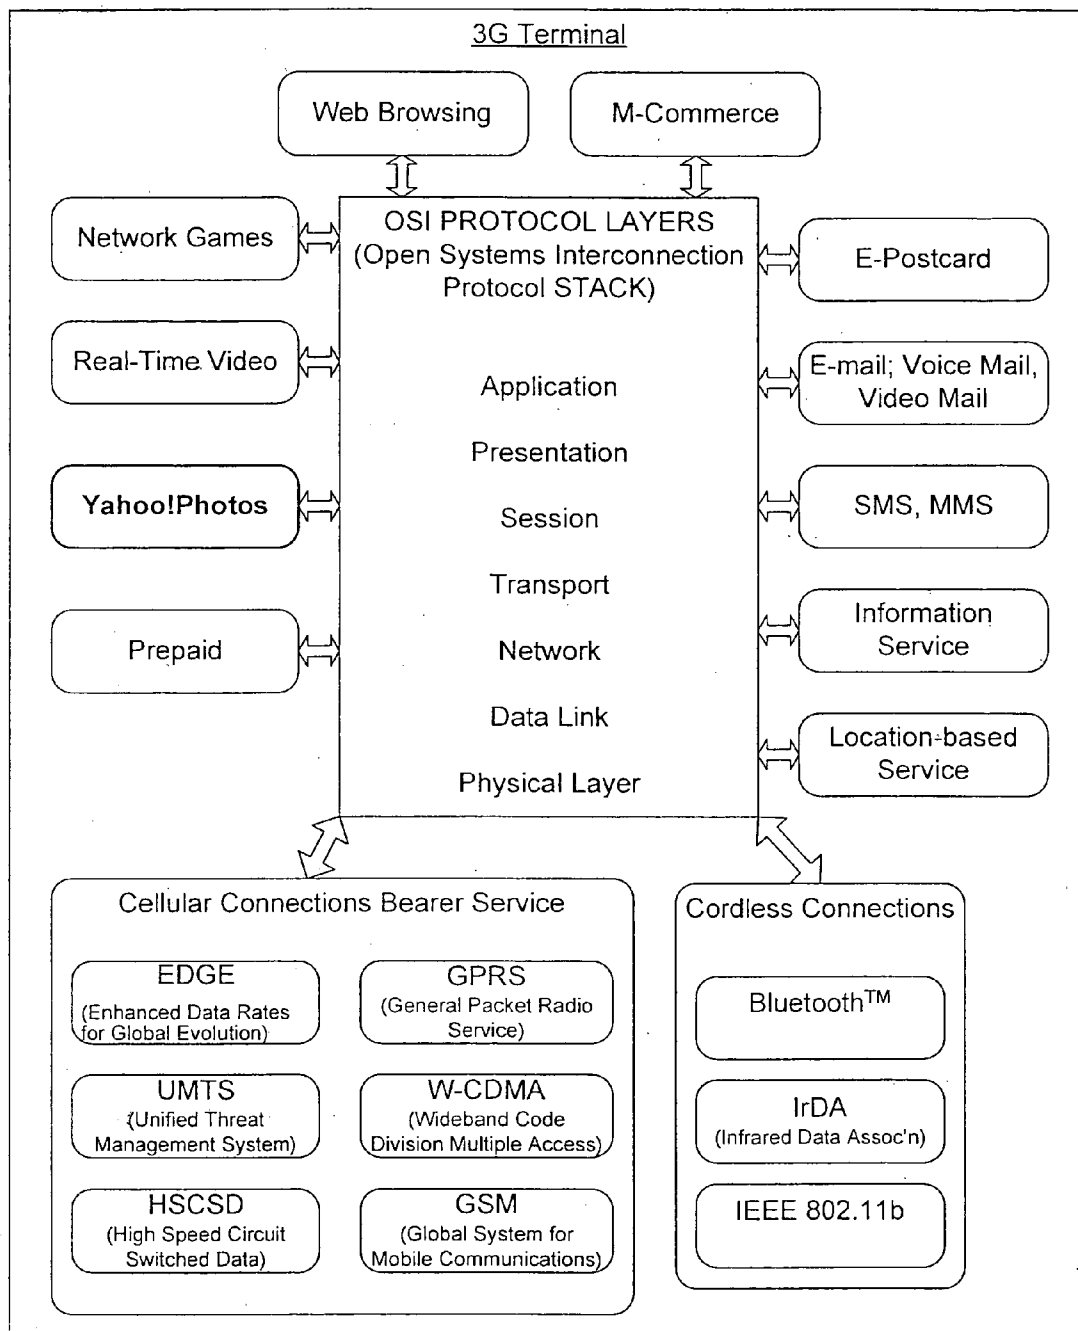 3G Terminal
Web Browsing
M-Commerce
Network Games
Real-Time Video
Yahoo!Photos
Prepaid
OSI PROTOCOL LAYERS
(Open Systems Interconnection
Protocol STACK)
Application
Presentation
Session
Transport
Network
Data Link
Physical Layer
E-Postcard
E-mail; Voice Mail,
Video Mail
SMS, MMS
Information
Service
Location-based
Service
Cellular Connections Bearer Service
EDGE
(Enhanced Data Rates
for Global Evolution)
GPRS
(General Packet Radio
Service)
UMTS
(Unified Threat
Management System)
W-CDMA
(Wideband Code
Division Multiple Access)
HSCSD
(High Speed Circuit
Switched Data)
GSM
(Global System for
Mobile Communications)
Cordless Connections
Bluetooth™
IrDA
(Infrared Data Assoc'n)
IEEE 802.11b